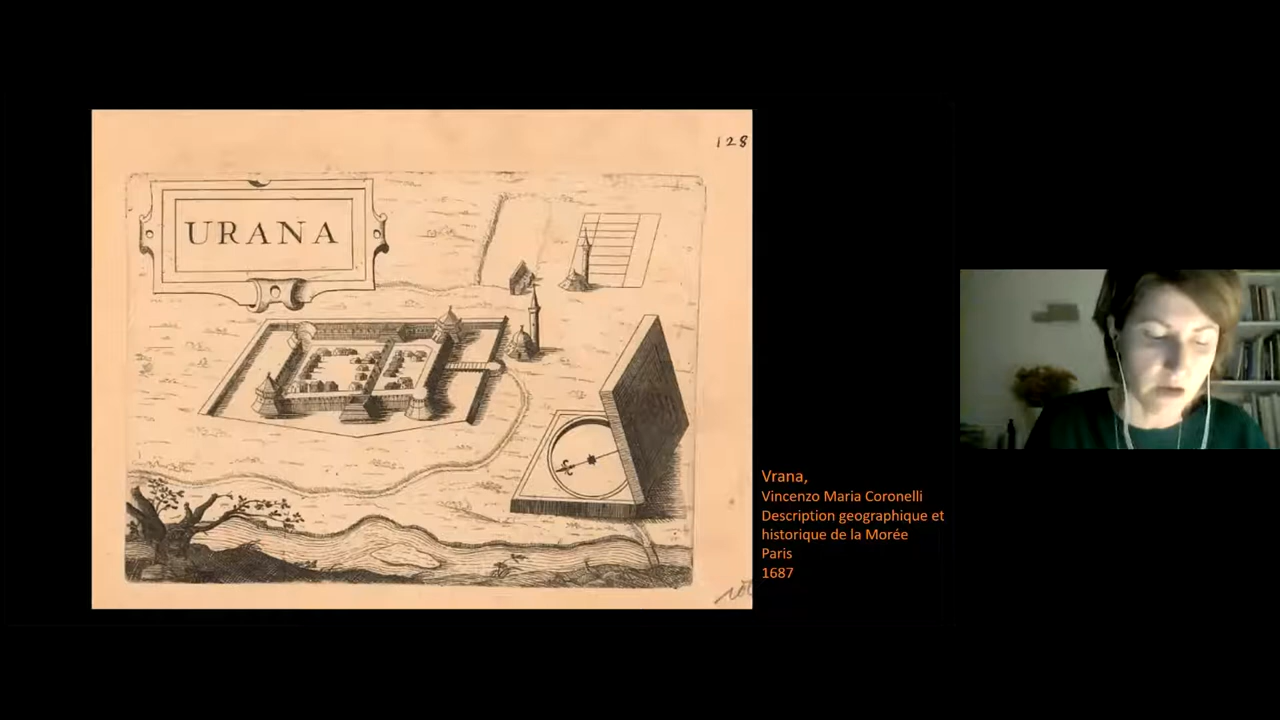 128
URANA
Vrana,
Vincenzo Maria Coronelli
Description geographique et
historique de la Morée
Paris
1687